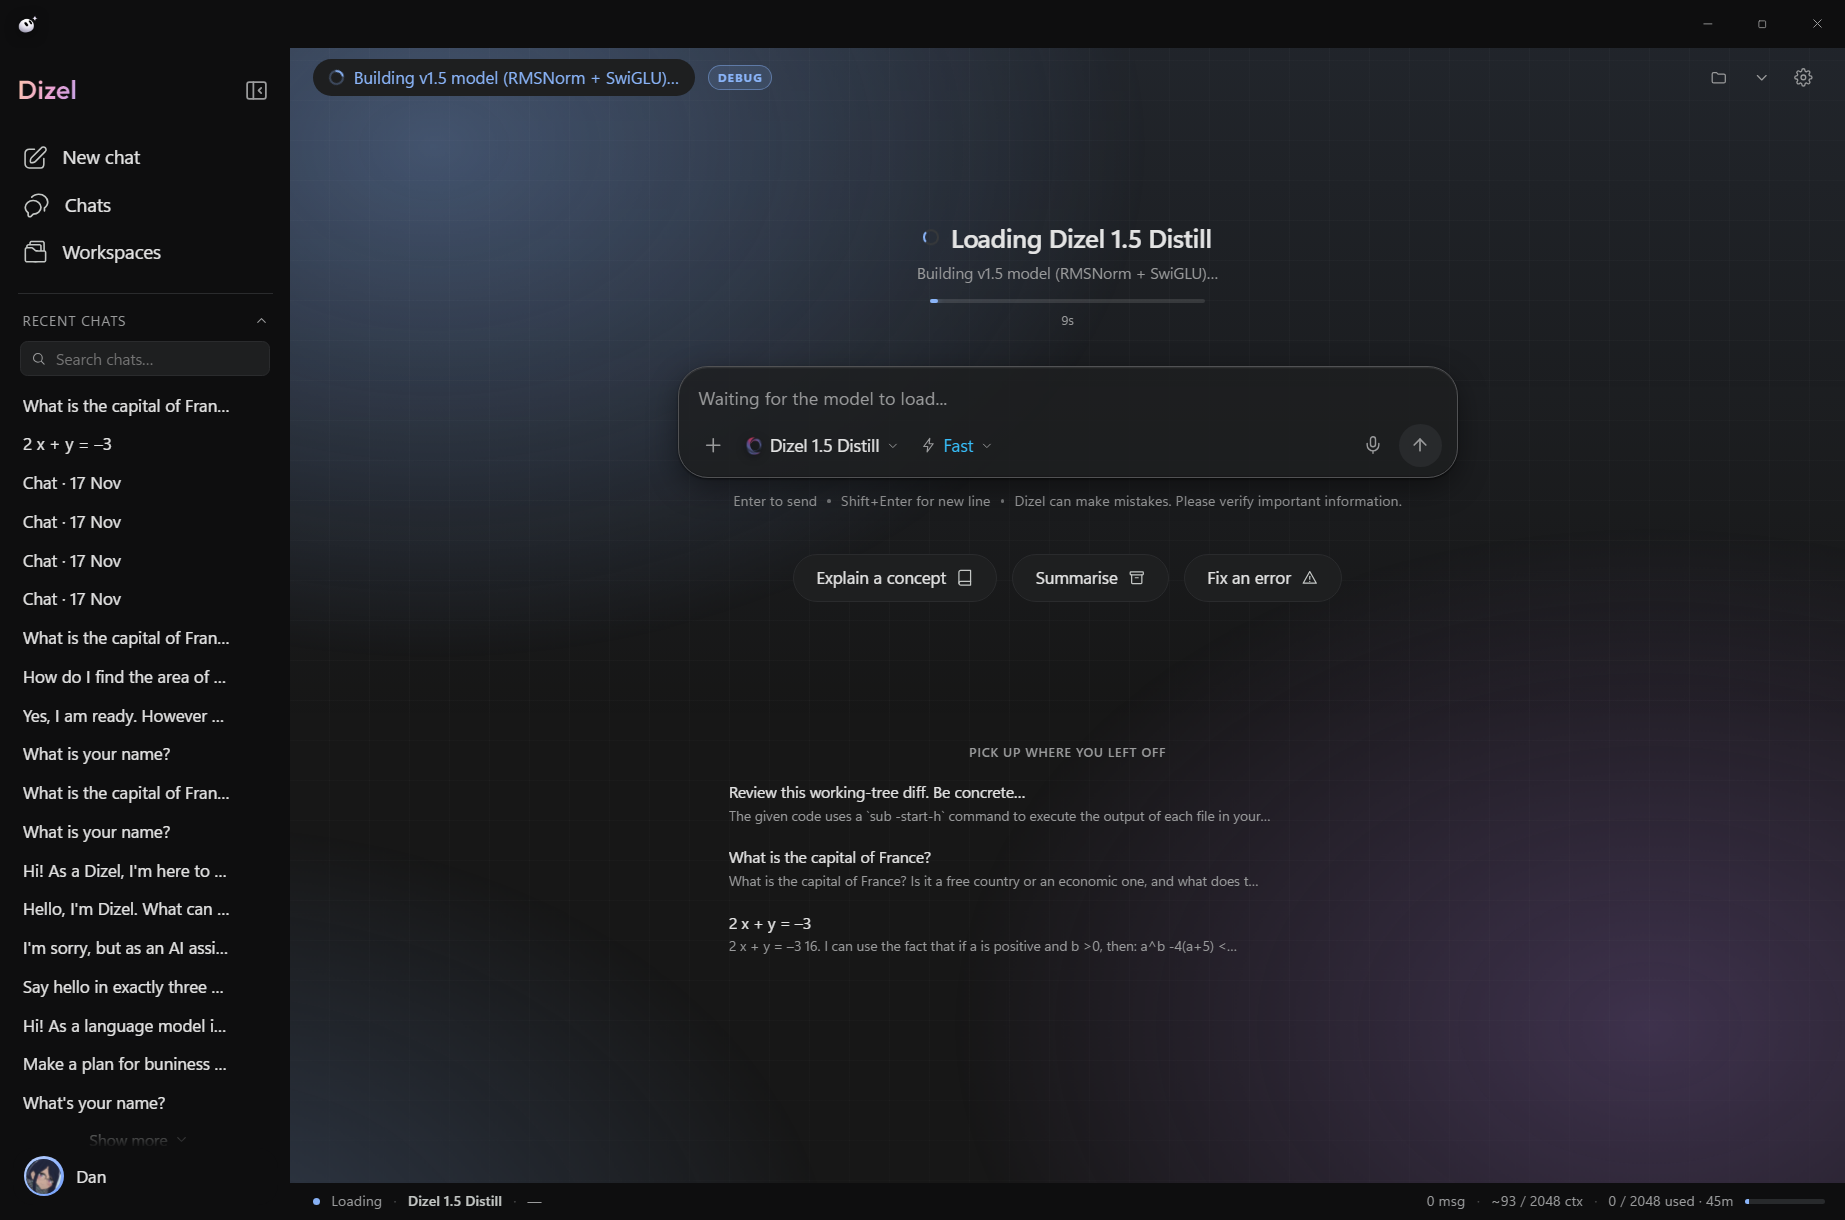 Dizel
New chat
Chats
Workspaces
RECENT CHATS
Search chats...
What is the capital of Fran...
2 x + y = –3
Chat · 17 Nov
Chat · 17 Nov
Chat · 17 Nov
Chat · 17 Nov
What is the capital of Fran...
How do I find the area of ...
Yes, I am ready. However ...
What is your name?
What is the capital of Fran...
What is your name?
Hi! As a Dizel, I'm here to ...
Hello, I'm Dizel. What can ...
I'm sorry, but as an AI assi...
Say hello in exactly three ...
Hi! As a language model i...
Make a plan for buniness ...
What's your name?
Show more
Dan
Building v1.5 model (RMSNorm + SwiGLU)...
DEBUG
Loading Dizel 1.5 Distill
Building v1.5 model (RMSNorm + SwiGLU)...
9s
Waiting for the model to load...
Dizel 1.5 Distill
Fast
Enter to send • Shift+Enter for new line • Dizel can make mistakes. Please verify important information.
Explain a concept
Summarise
Fix an error
PICK UP WHERE YOU LEFT OFF
Review this working-tree diff. Be concrete...
The given code uses a `sub -start-h` command to execute the output of each file in your...
What is the capital of France?
What is the capital of France? Is it a free country or an economic one, and what does t...
2 x + y = –3
2 x + y = –3 16. I can use the fact that if a is positive and b >0, then: a^b -4(a+5) <...
Loading · Dizel 1.5 Distill · —
0 msg · ~93 / 2048 ctx · 0 / 2048 used · 45m